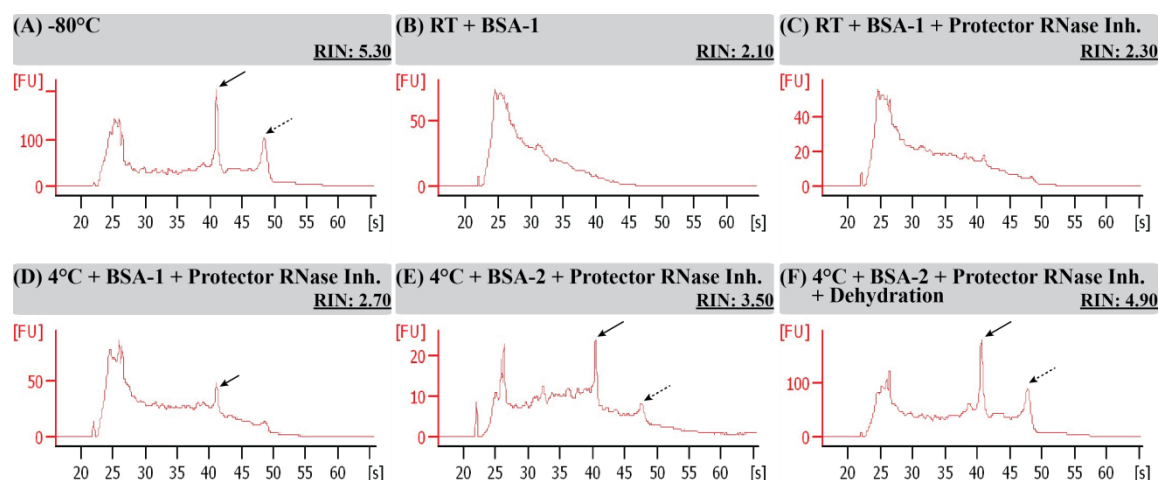 (A) -80°C
RIN: 5.30
[FU]
100
0
20 25 30 35 40 45 50 55 60 [s]
(B) RT + BSA-1
RIN: 2.10
[FU]
50
0
20 25 30 35 40 45 50 55 60 [s]
(C) RT + BSA-1 + Protector RNase Inh.
RIN: 2.30
[FU]
40
20
0
20 25 30 35 40 45 50 55 60 [s]
(D) 4°C + BSA-1 + Protector RNase Inh.
RIN: 2.70
[FU]
50
0
20 25 30 35 40 45 50 55 60 [s]
(E) 4°C + BSA-2 + Protector RNase Inh.
RIN: 3.50
[FU]
20
10
0
20 25 30 35 40 45 50 55 60 [s]
(F) 4°C + BSA-2 + Protector RNase Inh.
+ Dehydration
RIN: 4.90
[FU]
100
0
20 25 30 35 40 45 50 55 60 [s]